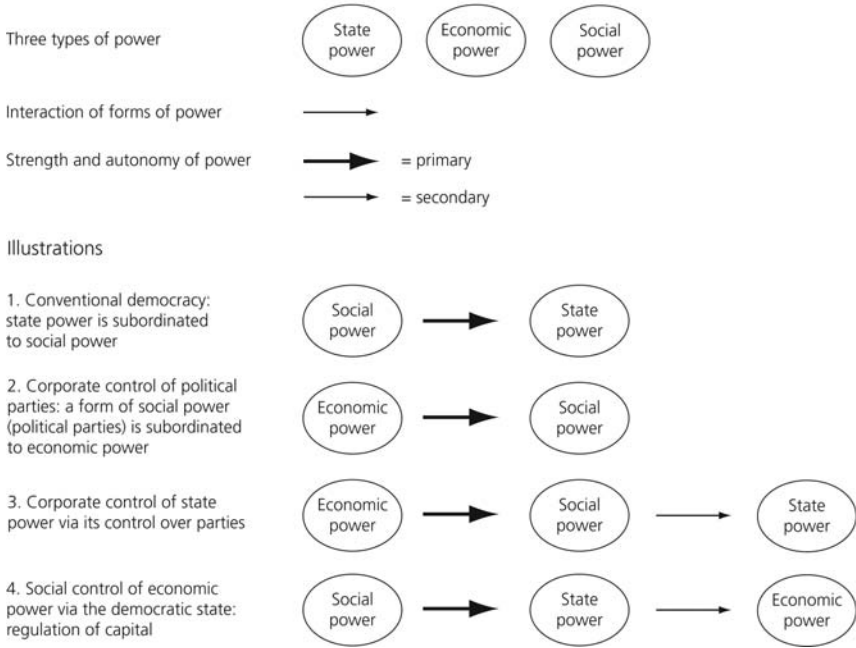 Three types of power
State
power
Economic
power
Social
power
Interaction of forms of power
Strength and autonomy of power
= primary
= secondary
Illustrations
1. Conventional democracy:
state power is subordinated
to social power
Social
power
State
power
2. Corporate control of political
parties: a form of social power
(political parties) is subordinated
to economic power
Economic
power
Social
power
3. Corporate control of state
power via its control over parties
Economic
power
Social
power
State
power
4. Social control of economic
power via the democratic state:
regulation of capital
Social
power
State
power
Economic
power